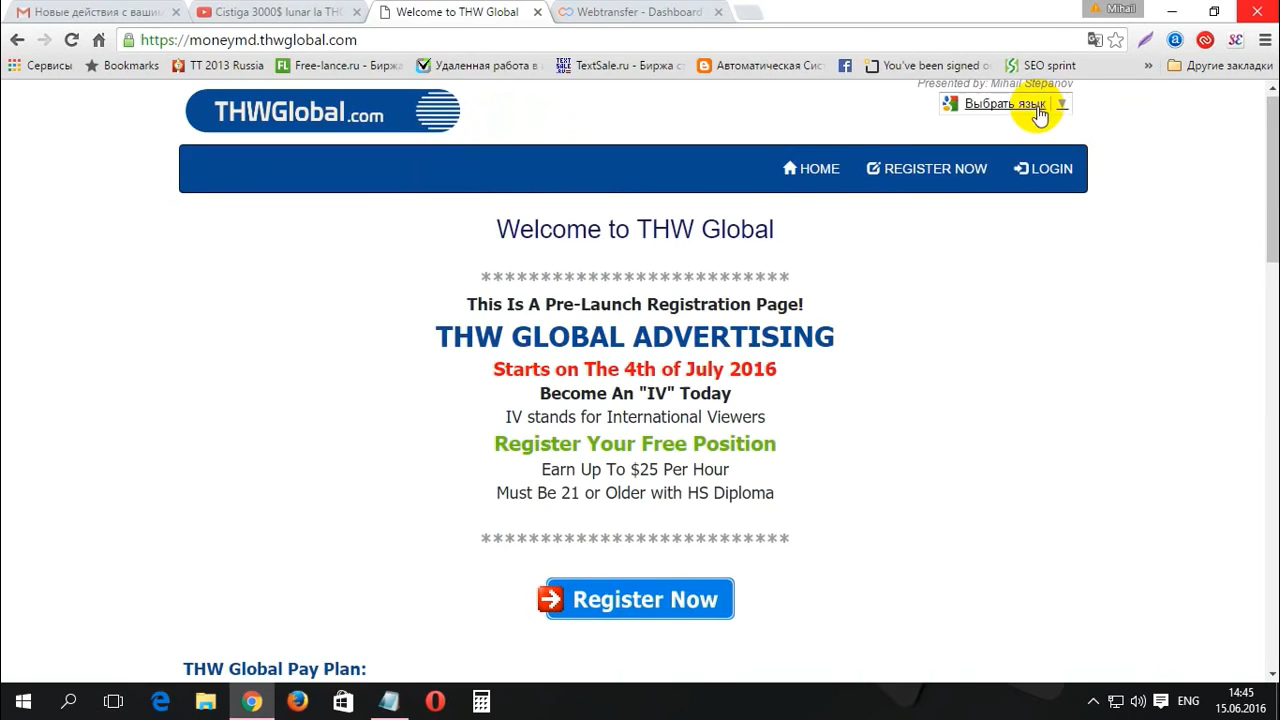 Новые действия с вашим
Cistiga 3000$ lunar la THC
Welcome to THW Global
Webtransfer - Dashboard
Mihail
https://moneymd.thwglobal.com
Сервисы
Bookmarks
TT 2013 Russia
Free-lance.ru - Биржа
Удаленная работа в
TextSale.ru - Биржа с
Автоматическая Сис
You've been signed o
SEO sprint
»
Другие закладки
Presented by: Mihail Stepanov
THWGlobal.com
Выбрать язык ▼
HOME
REGISTER NOW
LOGIN
Welcome to THW Global
**************************
This Is A Pre-Launch Registration Page!
THW GLOBAL ADVERTISING
Starts on The 4th of July 2016
Become An "IV" Today
IV stands for International Viewers
Register Your Free Position
Earn Up To $25 Per Hour
Must Be 21 or Older with HS Diploma
**************************
Register Now
THW Global Pay Plan:
ENG
14:45
15.06.2016